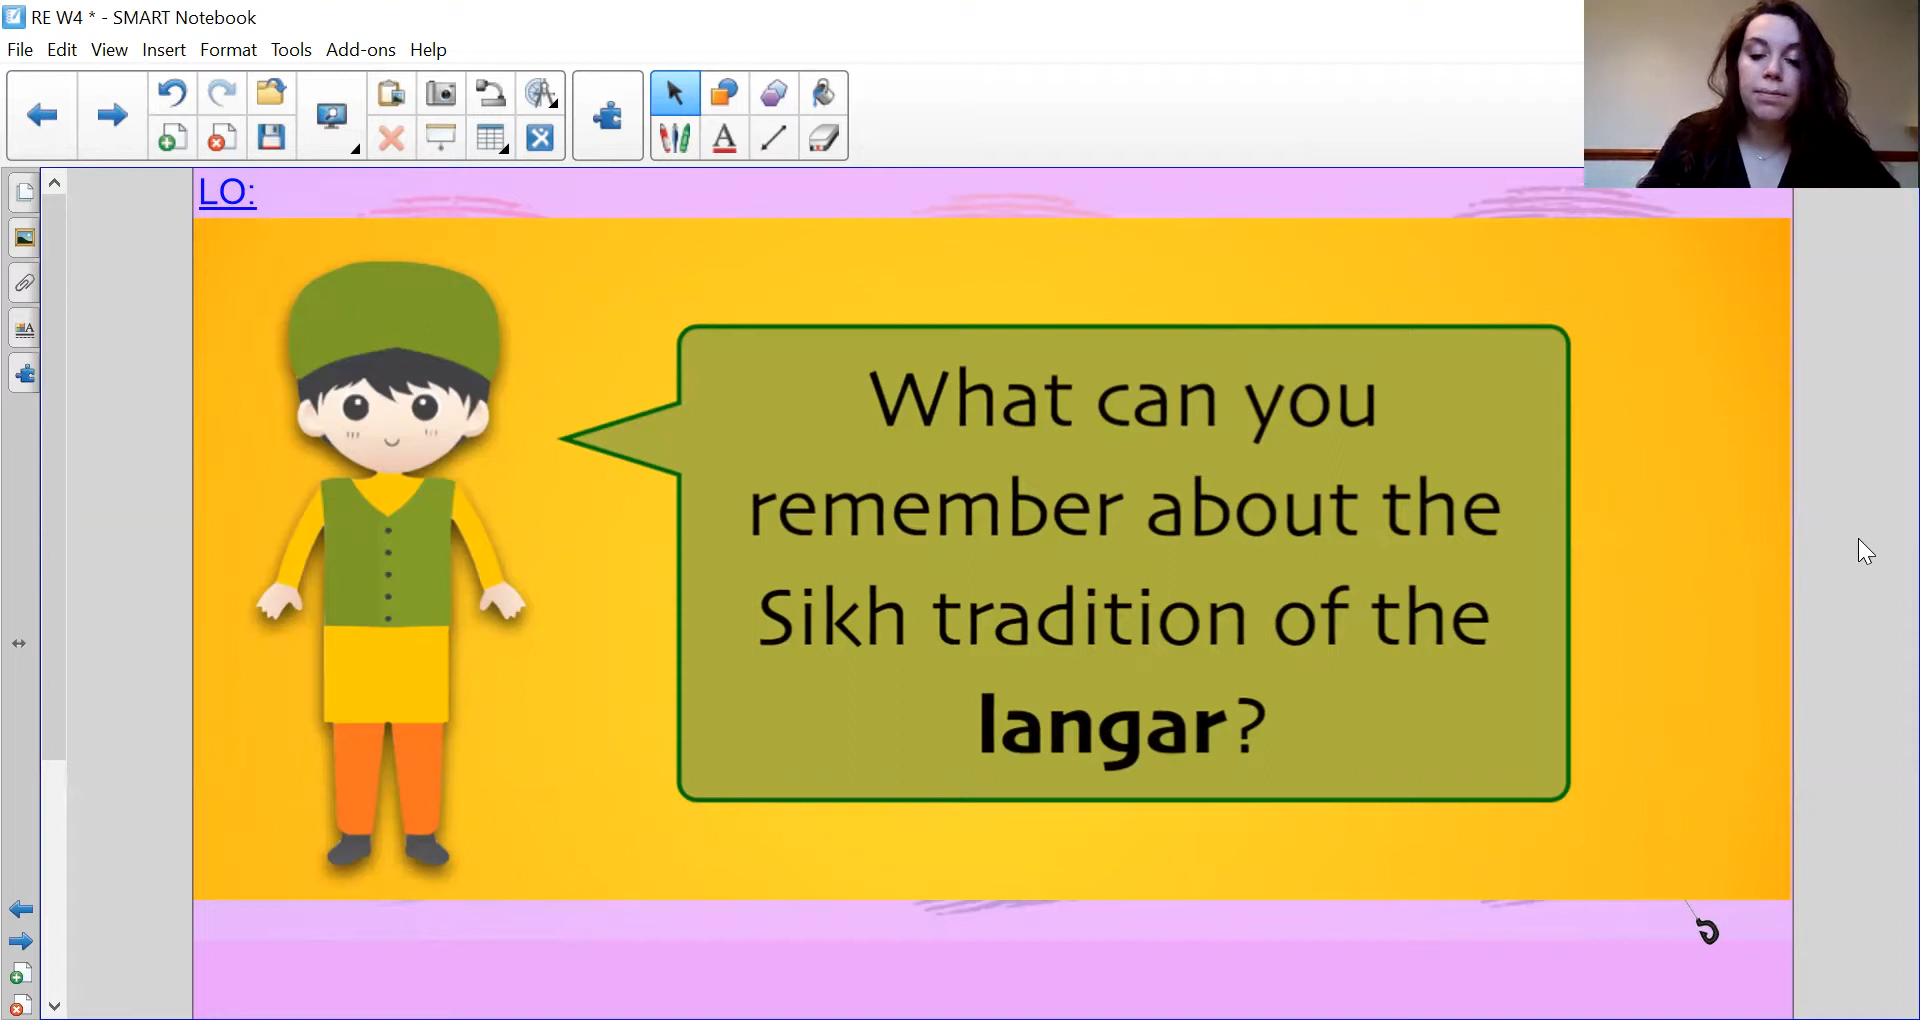 RE W4 * - SMART Notebook
File Edit View Insert Format Tools Add-ons Help
LO:
What can you
remember about the
Sikh tradition of the
langar?